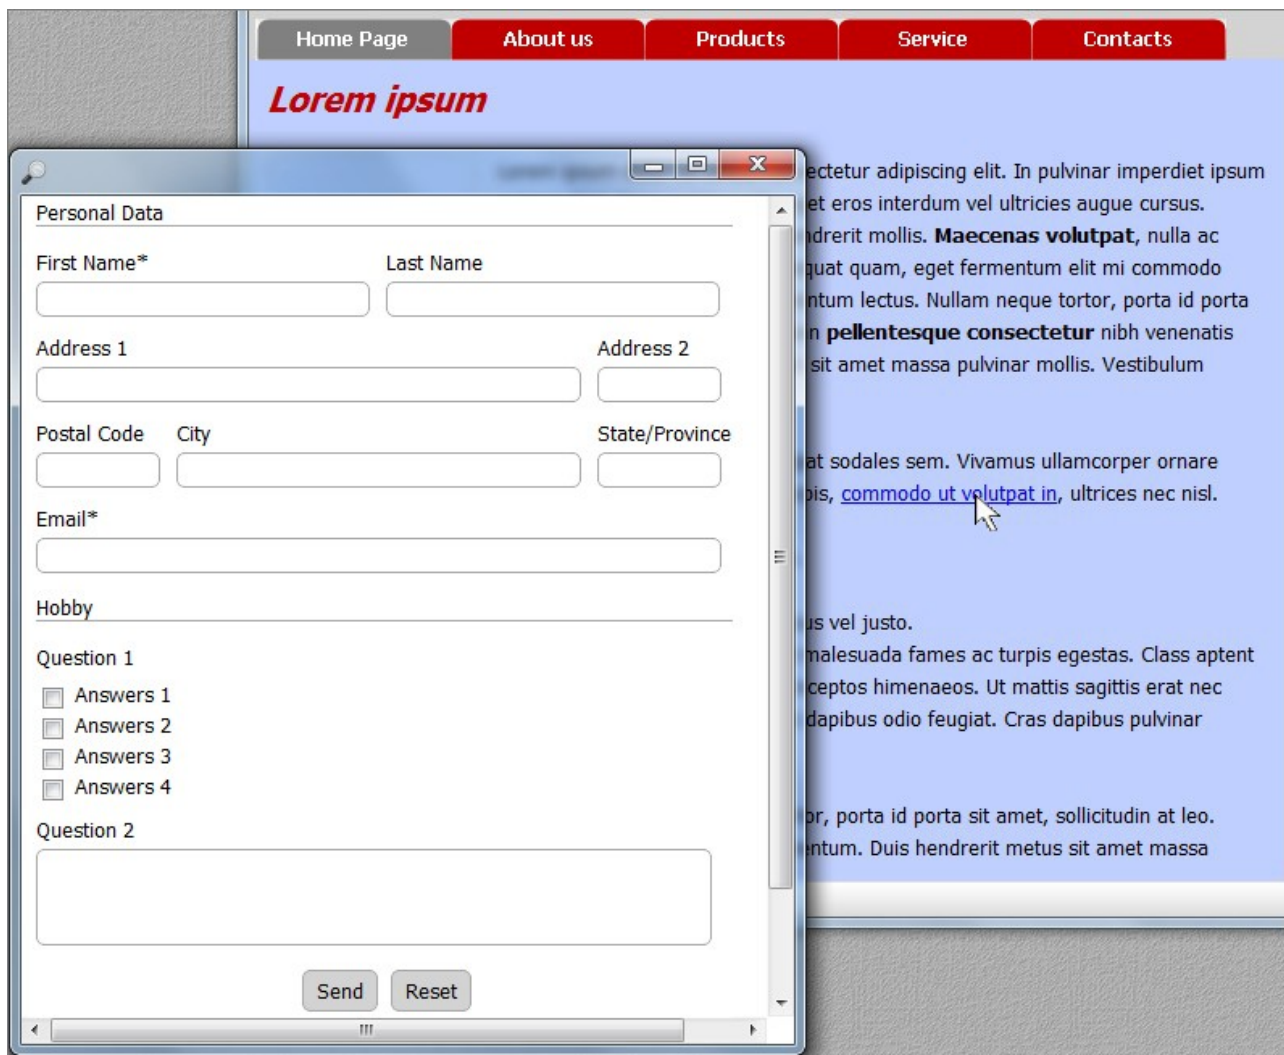 Home Page About us Products Service Contacts
Lorem ipsum
ectetur adipiscing elit. In pulvinar imperdiet ipsum
et eros interdum vel ultricies augue cursus.
ndrerit mollis. Maecenas volutpat, nulla ac
quat quam, eget fermentum elit mi commodo
ntum lectus. Nullam neque tortor, porta id porta
n pellentesque consectetur nibh venenatis
sit amet massa pulvinar mollis. Vestibulum
at sodales sem. Vivamus ullamcorper ornare
pis, commodo ut volutpat in, ultrices nec nisl.
us vel justo.
malesuada fames ac turpis egestas. Class aptent
ceptos himenaeos. Ut mattis sagittis erat nec
dapibus odio feugiat. Cras dapibus pulvinar
or, porta id porta sit amet, sollicitudin at leo.
entum. Duis hendrerit metus sit amet massa
Personal Data
First Name* Last Name
Address 1 Address 2
Postal Code City State/Province
Email*
Hobby
Question 1
Answers 1
Answers 2
Answers 3
Answers 4
Question 2
Send Reset